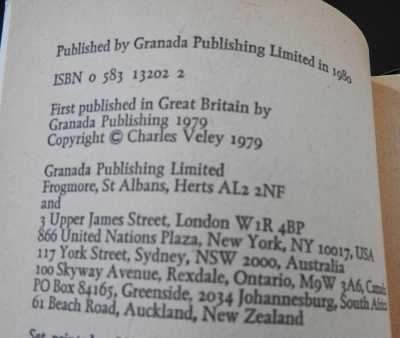 Published by Granada Publishing Limited in 1980
ISBN 0 583 13202 2
First published in Great Britain by
Granada Publishing 1979
Copyright © Charles Veley 1979
Granada Publishing Limited
Frogmore, St Albans, Herts AL2 2NF
and
3 Upper James Street, London W1R 4BP
866 United Nations Plaza, New York, NY 10017, USA
117 York Street, Sydney, NSW 2000, Australia
100 Skyway Avenue, Rexdale, Ontario, M9W 3A6, Canada
PO Box 84165, Greenside, 2034 Johannesburg, South Africa
61 Beach Road, Auckland, New Zealand